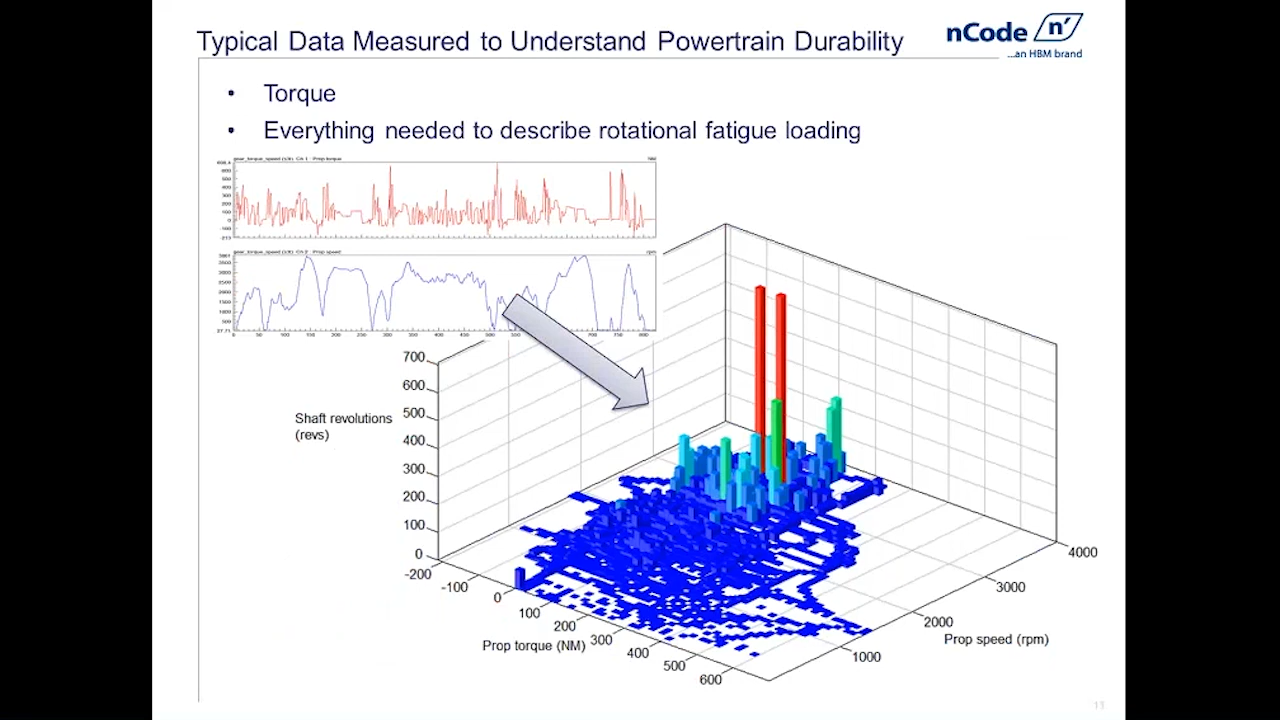 Typical Data Measured to Understand Powertrain Durability
nCode n'
...an HBM brand
• Torque
• Everything needed to describe rotational fatigue loading
Shaft revolutions
(revs)
700
600
500
400
300
200
100
0
-200
-100
0
100
200
300
400
500
600
Prop torque (NM)
1000
2000
3000
4000
Prop speed (rpm)
11